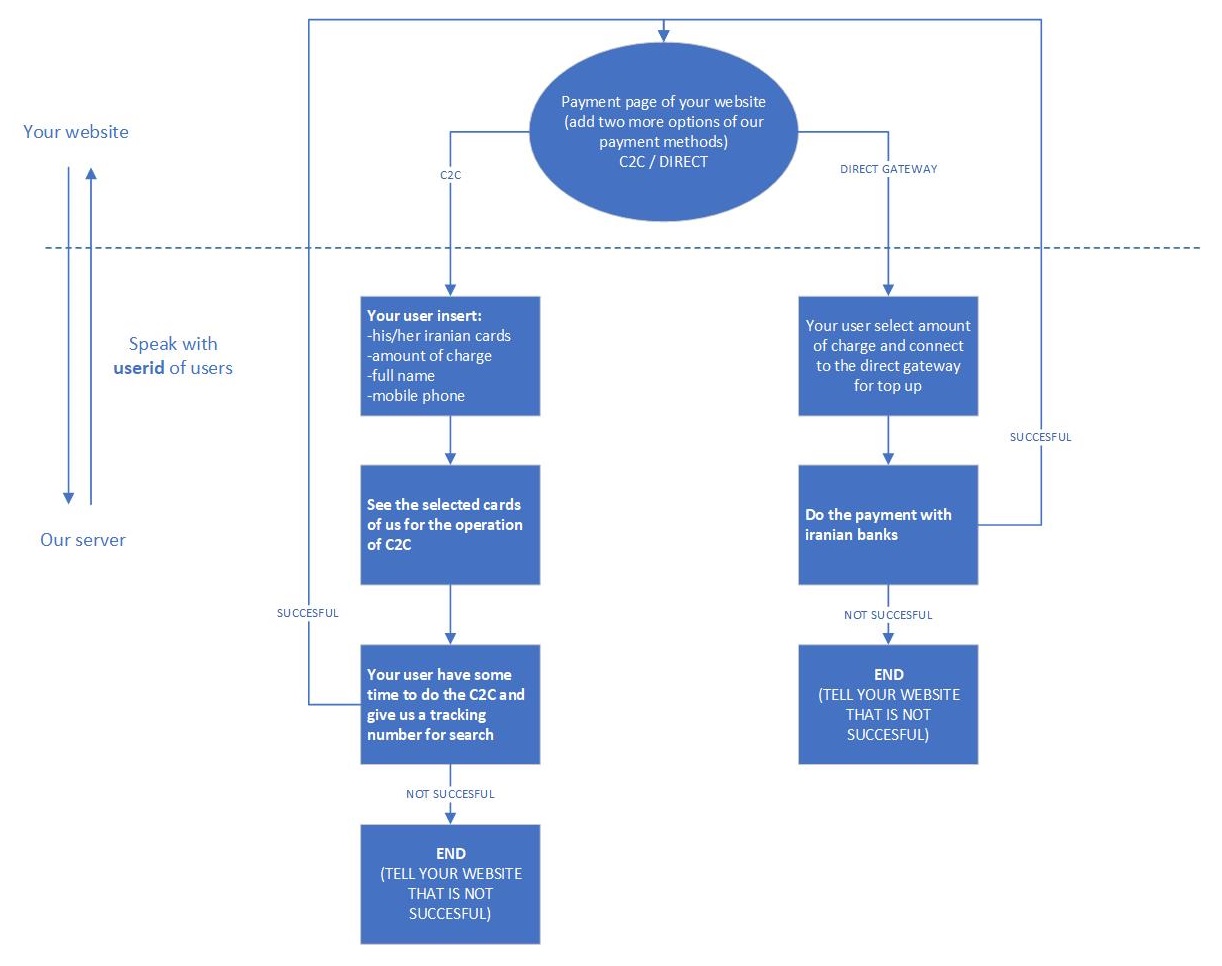 Payment page of your website
(add two more options of our
payment methods)
C2C / DIRECT
Your website
C2C
DIRECT GATEWAY
Speak with
userid of users
Our server
Your user insert:
-his/her iranian cards
-amount of charge
-full name
-mobile phone
See the selected cards
of us for the operation
of C2C
SUCCESFUL
Your user have some
time to do the C2C and
give us a tracking
number for search
NOT SUCCESFUL
END
(TELL YOUR WEBSITE
THAT IS NOT
SUCCESFUL)
Your user select amount
of charge and connect
to the direct gateway
for top up
SUCCESFUL
Do the payment with
iranian banks
NOT SUCCESFUL
END
(TELL YOUR WEBSITE
THAT IS NOT
SUCCESFUL)